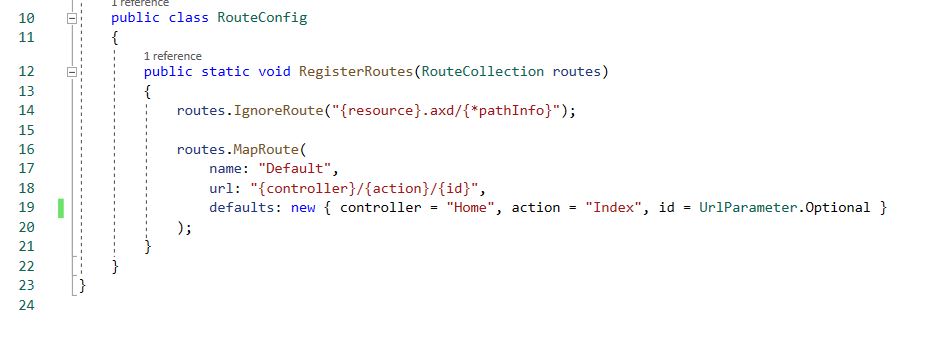 1 reference
10 public class RouteConfig
11 {
1 reference
12 public static void RegisterRoutes(RouteCollection routes)
13 {
14 routes.IgnoreRoute("{resource}.axd/{*pathInfo}");
15
16 routes.MapRoute(
17 name: "Default",
18 url: "{controller}/{action}/{id}",
19 defaults: new { controller = "Home", action = "Index", id = UrlParameter.Optional }
20 );
21 }
22 }
23 }
24